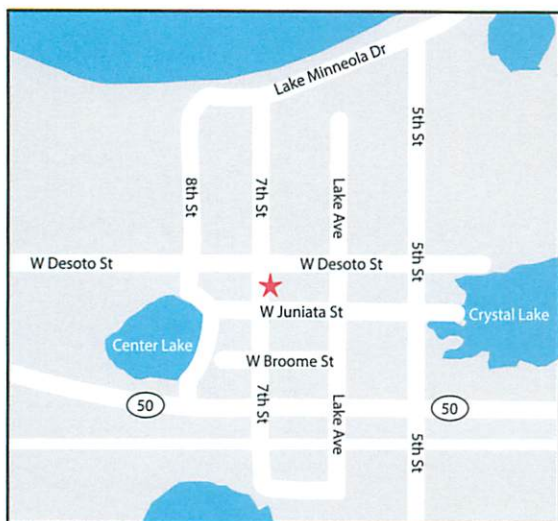 Lake Minneola Dr
5th St
8th St
7th St
Lake Ave
W Desoto St
W Desoto St
5th St
W Juniata St
Crystal Lake
Center Lake
W Broome St
50
50
7th St
Lake Ave
5th St